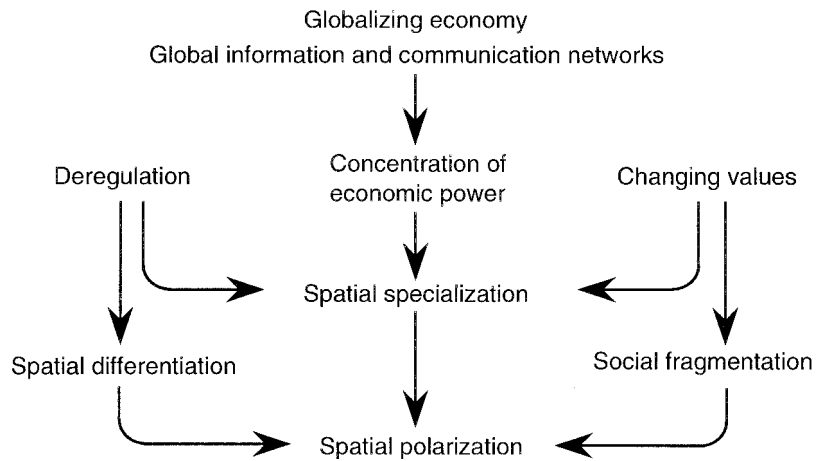 Globalizing economy
Global information and communication networks
Deregulation
Concentration of
economic power
Changing values
Spatial specialization
Spatial differentiation
Social fragmentation
Spatial polarization